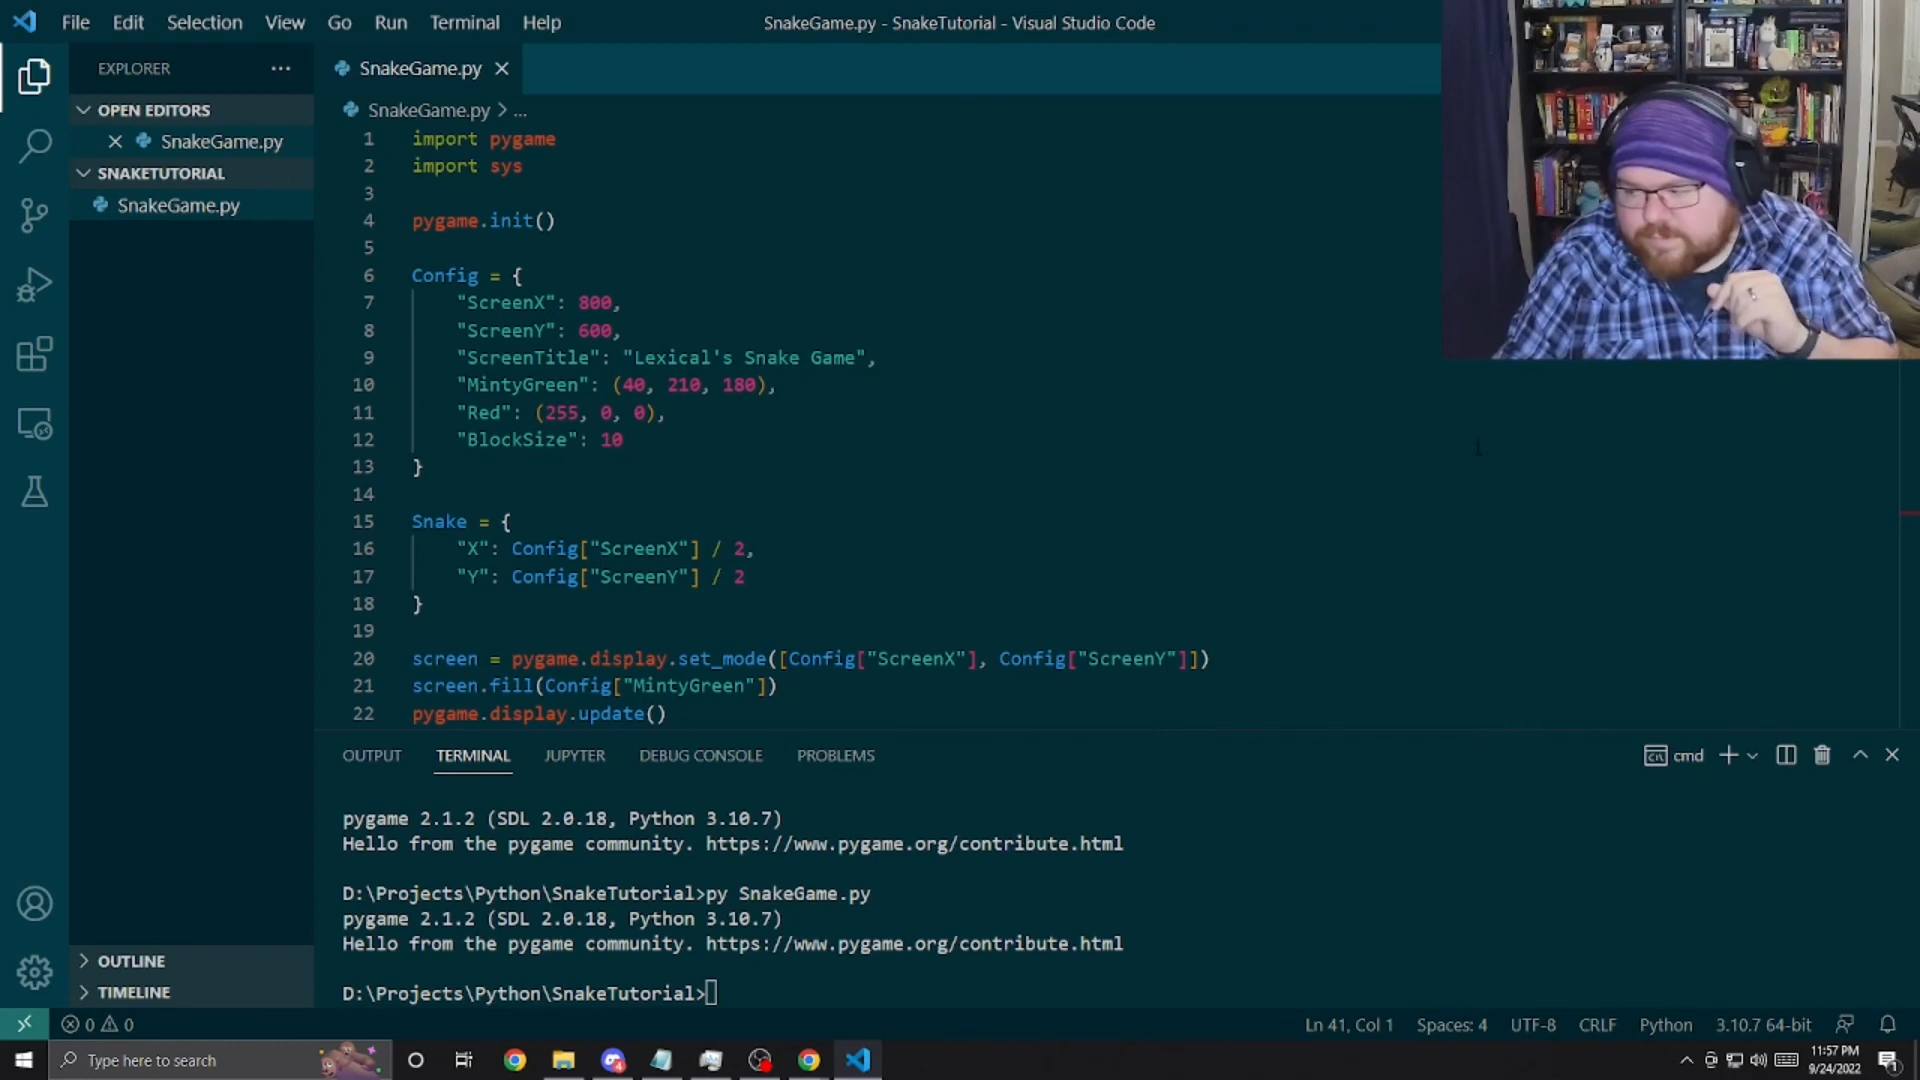 File Edit Selection View Go Run Terminal Help
SnakeGame.py - SnakeTutorial - Visual Studio Code
EXPLORER
OPEN EDITORS
SnakeGame.py
SNAKETUTORIAL
SnakeGame.py
OUTLINE
TIMELINE
SnakeGame.py
SnakeGame.py > ...
1 import pygame
2 import sys
3
4 pygame.init()
5
6 Config = {
7 "ScreenX": 800,
8 "ScreenY": 600,
9 "ScreenTitle": "Lexical's Snake Game",
10 "MintyGreen": (40, 210, 180),
11 "Red": (255, 0, 0),
12 "BlockSize": 10
13 }
14
15 Snake = {
16 "X": Config["ScreenX"] / 2,
17 "Y": Config["ScreenY"] / 2
18 }
19
20 screen = pygame.display.set_mode([Config["ScreenX"], Config["ScreenY"]])
21 screen.fill(Config["MintyGreen"])
22 pygame.display.update()
OUTPUT TERMINAL JUPYTER DEBUG CONSOLE PROBLEMS
cmd
pygame 2.1.2 (SDL 2.0.18, Python 3.10.7)
Hello from the pygame community. https://www.pygame.org/contribute.html
D:\Projects\Python\SnakeTutorial>py SnakeGame.py
pygame 2.1.2 (SDL 2.0.18, Python 3.10.7)
Hello from the pygame community. https://www.pygame.org/contribute.html
D:\Projects\Python\SnakeTutorial>
0 0
Ln 41, Col 1 Spaces: 4 UTF-8 CRLF Python 3.10.7 64-bit
Type here to search
11:57 PM
9/24/2022